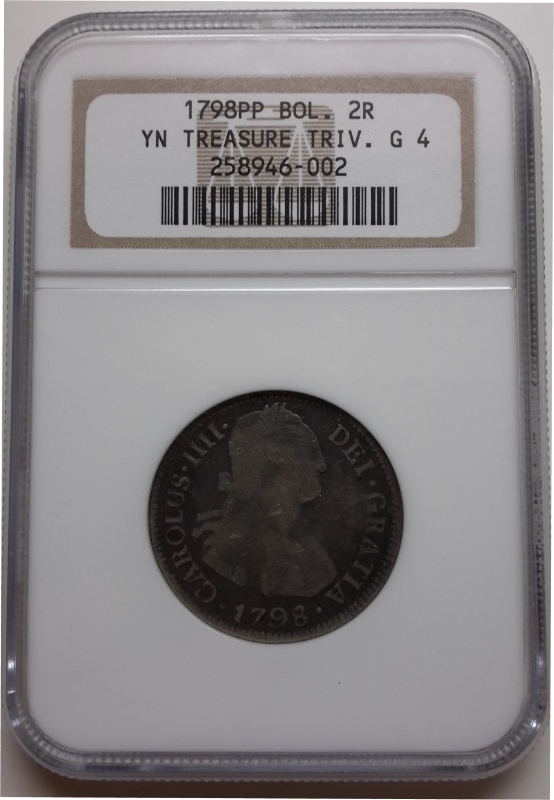 1798PP BOL. 2R
YN TREASURE TRIV. G 4
258946-002
·CAROLUS·IIII· DEI·GRATIA·
·1798·